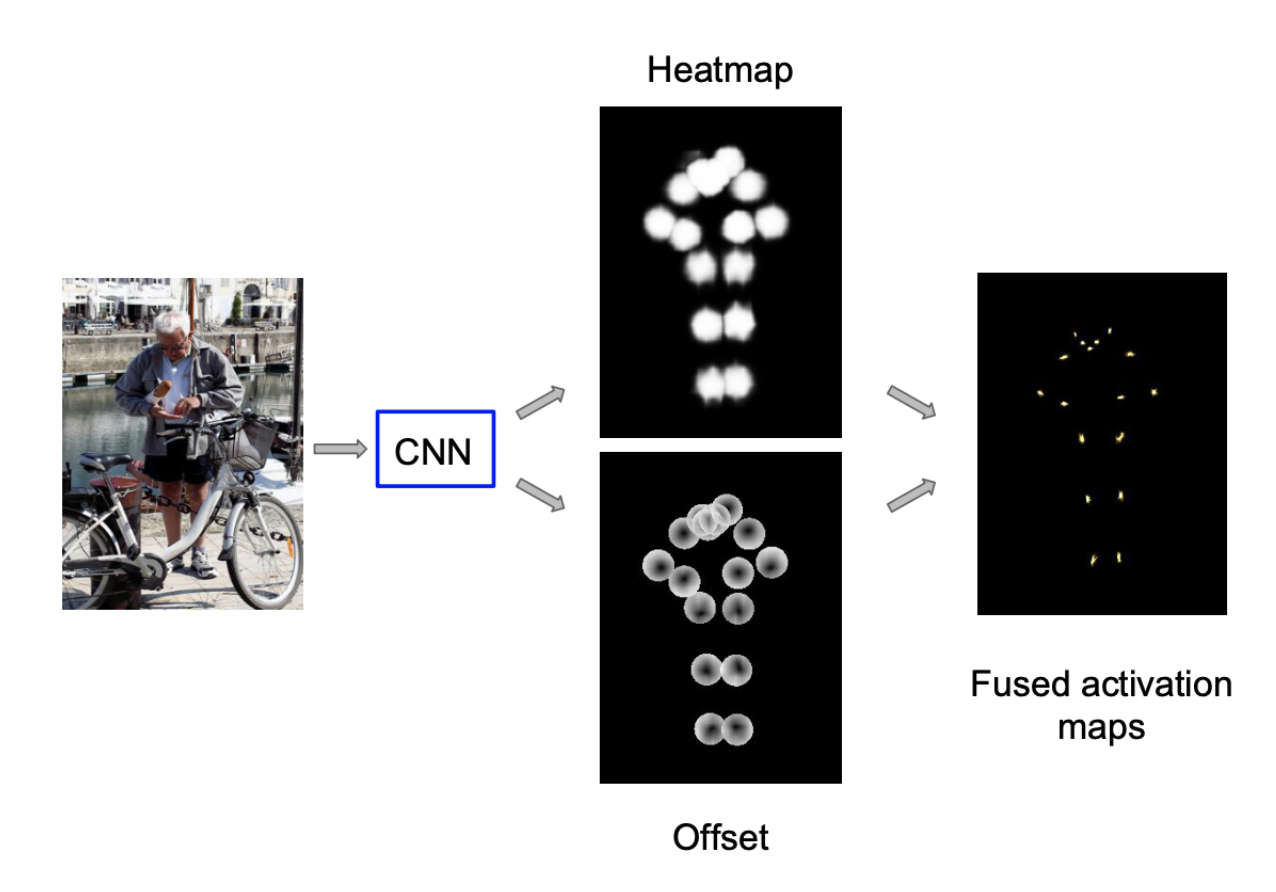 Heatmap
CNN
Fused activation
maps
Offset